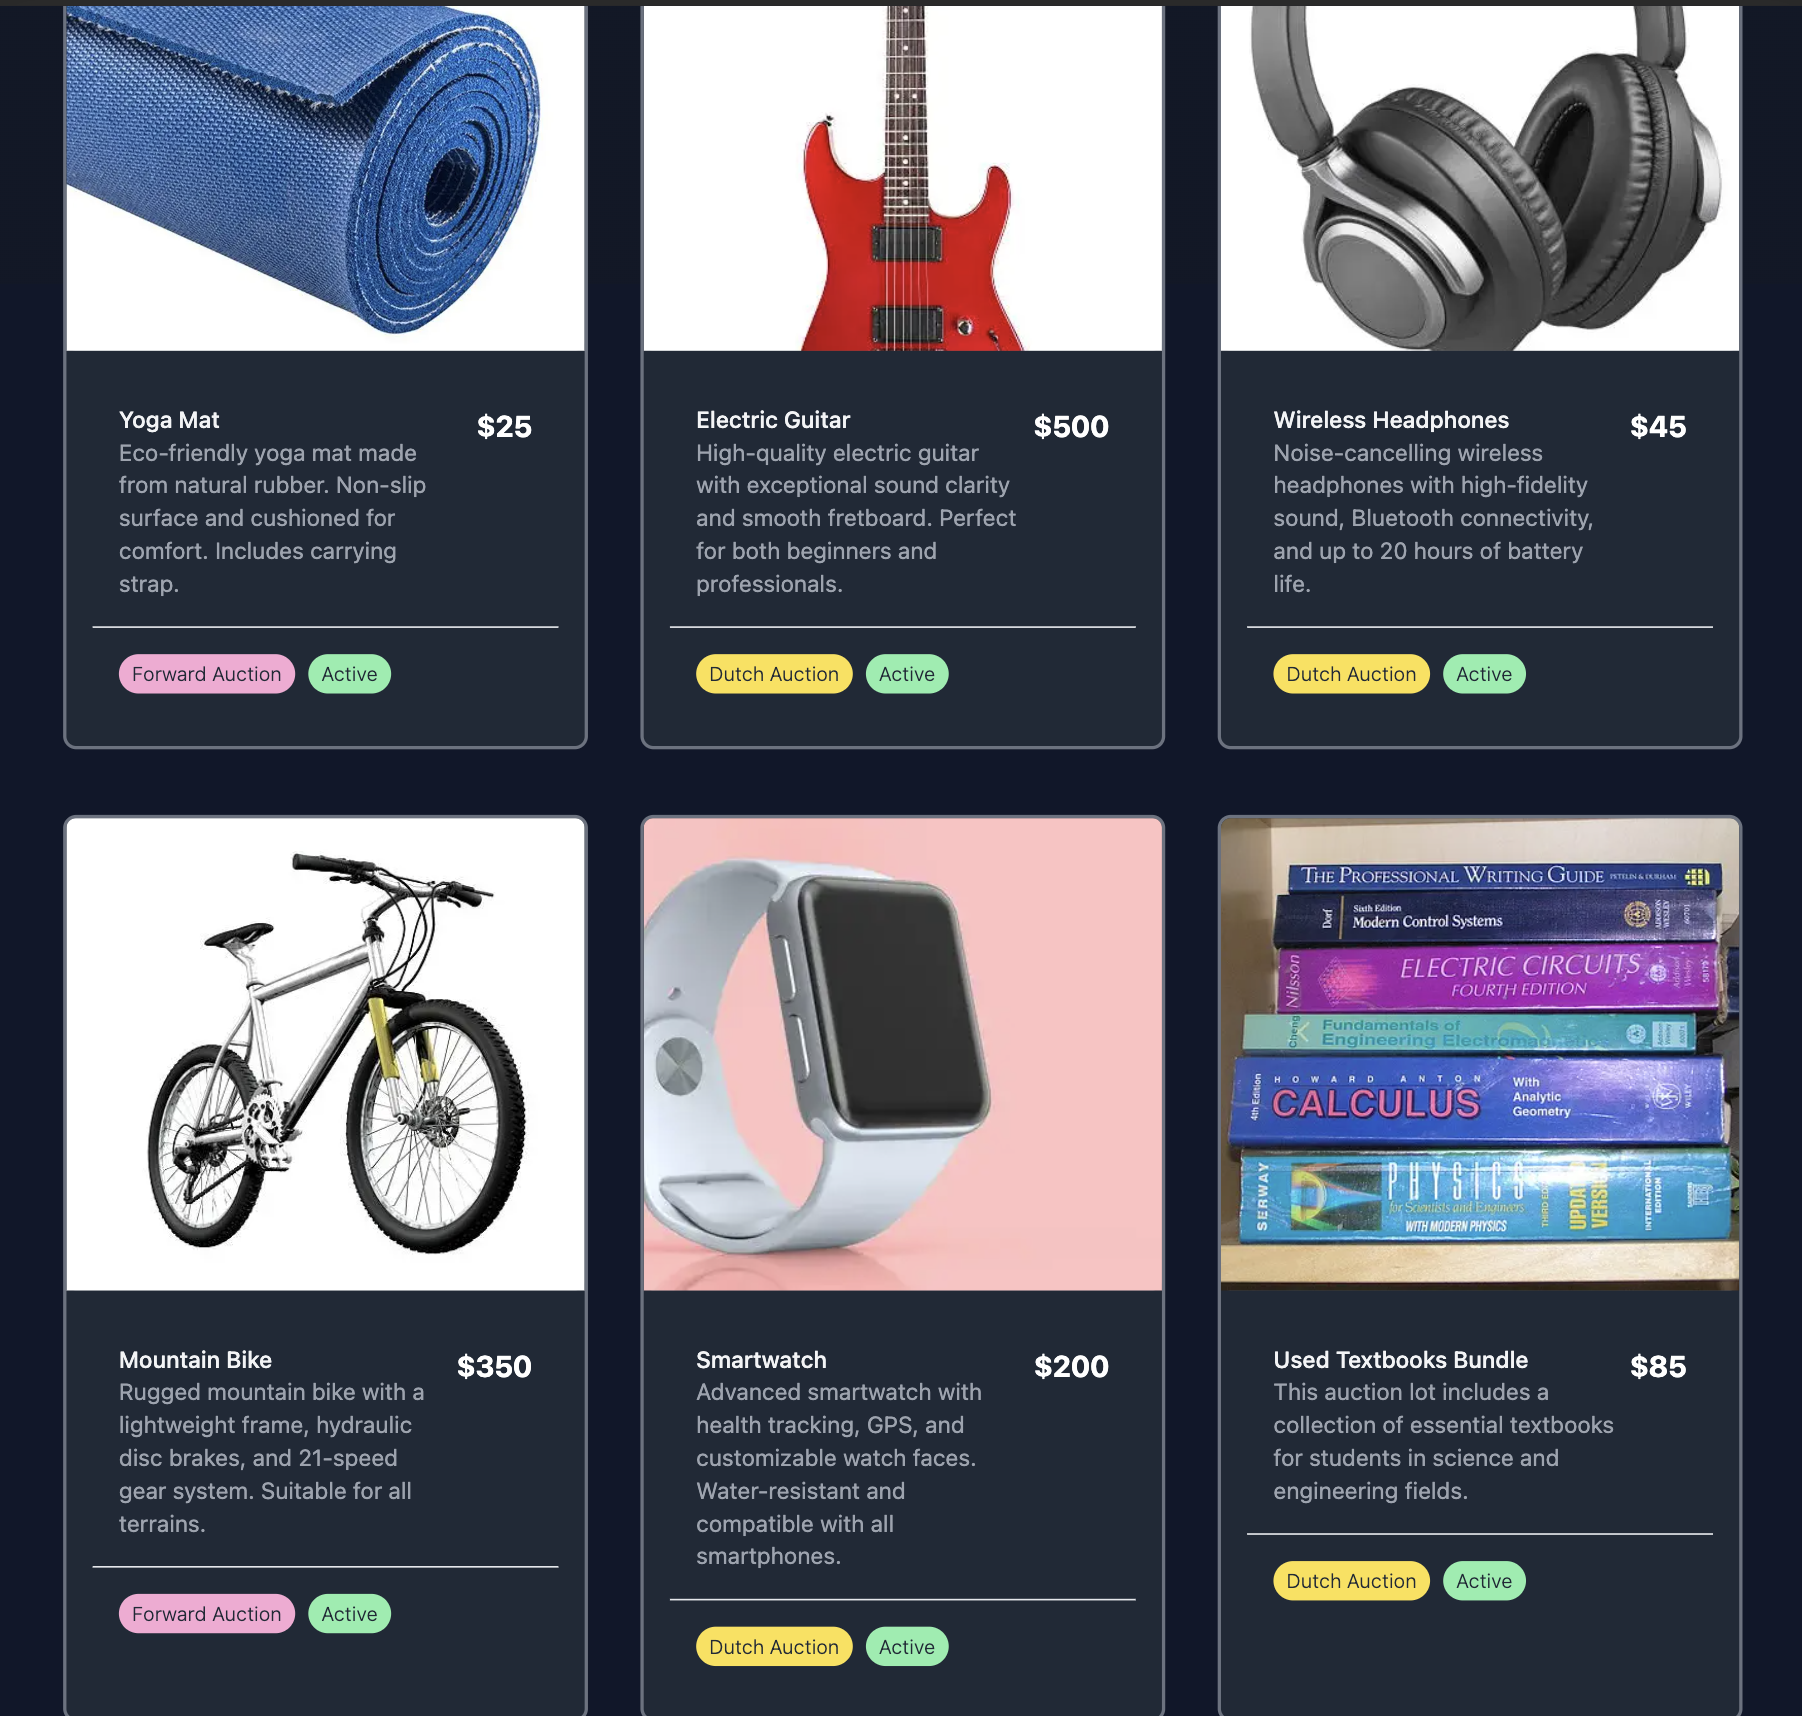 Yoga Mat
$25
Eco-friendly yoga mat made
from natural rubber. Non-slip
surface and cushioned for
comfort. Includes carrying
strap.
Forward Auction
Active
Electric Guitar
$500
High-quality electric guitar
with exceptional sound clarity
and smooth fretboard. Perfect
for both beginners and
professionals.
Dutch Auction
Active
Wireless Headphones
$45
Noise-cancelling wireless
headphones with high-fidelity
sound, Bluetooth connectivity,
and up to 20 hours of battery
life.
Dutch Auction
Active
THE PROFESSIONAL WRITING GUIDE PETELIN & DURHAM
Dorf
Sixth Edition
Modern Control Systems
ADDISON
WESLEY
Nilsson
ELECTRIC CIRCUITS
FOURTH EDITION
Addison
Wesley
Cheng
Fundamentals of
Engineering Electromagnetics
4th Edition
HOWARD ANTON
CALCULUS
With
Analytic
Geometry
WILEY
SERWAY
PHYSICS
for Scientists and Engineers
WITH MODERN PHYSICS
UPDATED
VERSION
INTERNATIONAL
EDITION
Mountain Bike
$350
Rugged mountain bike with a
lightweight frame, hydraulic
disc brakes, and 21-speed
gear system. Suitable for all
terrains.
Forward Auction
Active
Smartwatch
$200
Advanced smartwatch with
health tracking, GPS, and
customizable watch faces.
Water-resistant and
compatible with all
smartphones.
Dutch Auction
Active
Used Textbooks Bundle
$85
This auction lot includes a
collection of essential textbooks
for students in science and
engineering fields.
Dutch Auction
Active